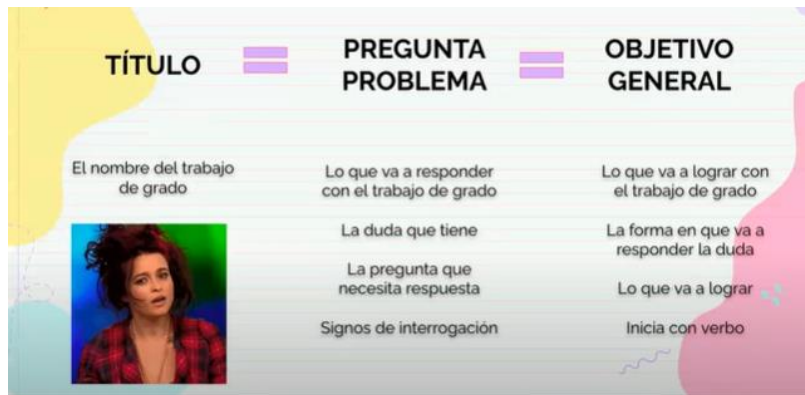 TÍTULO
PREGUNTA
PROBLEMA
OBJETIVO
GENERAL
El nombre del trabajo
de grado
Lo que va a responder
con el trabajo de grado
La duda que tiene
La pregunta que
necesita respuesta
Signos de interrogación
Lo que va a lograr con
el trabajo de grado
La forma en que va a
responder la duda
Lo que va a lograr
Inicia con verbo